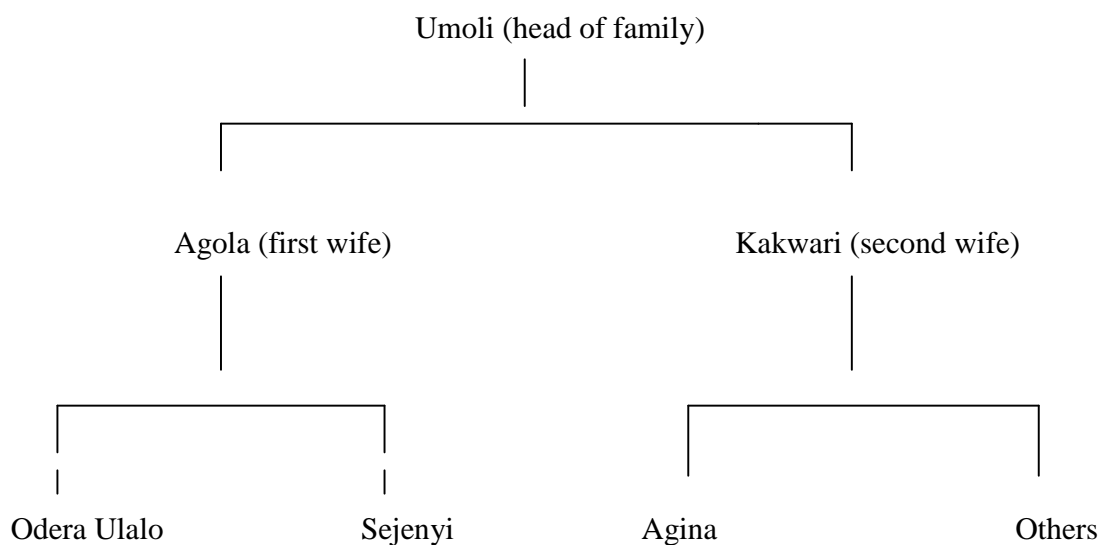 Umoli (head of family)
Agola (first wife) Kakwari (second wife)
Odera Ulalo Sejenyi Agina Others